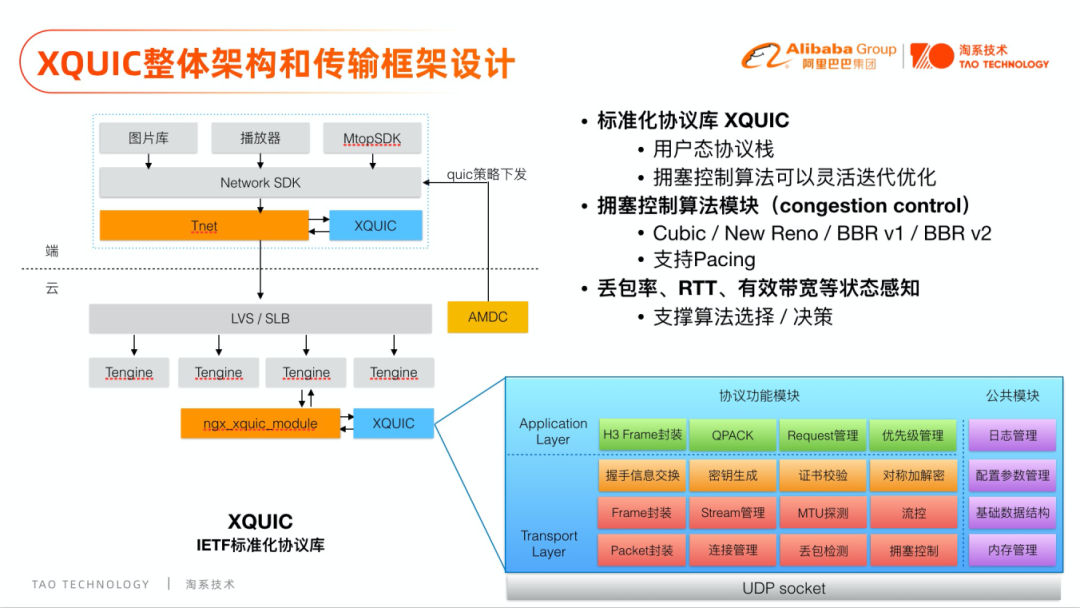 XQUIC整体架构和传输框架设计
Alibaba Group
阿里巴巴集团
淘系技术
TAO TECHNOLOGY
图片库
播放器
MtopSDK
Network SDK
quic策略下发
Tnet
XQUIC
端
云
LVS / SLB
AMDC
Tengine
Tengine
Tengine
Tengine
ngx_xquic_module
XQUIC
XQUIC
IETF标准化协议库
• 标准化协议库 XQUIC
• 用户态协议栈
• 拥塞控制算法可以灵活迭代优化
• 拥塞控制算法模块（congestion control）
• Cubic / New Reno / BBR v1 / BBR v2
• 支持Pacing
• 丢包率、RTT、有效带宽等状态感知
• 支撑算法选择 / 决策
协议功能模块
公共模块
Application
Layer
H3 Frame封装
QPACK
Request管理
优先级管理
日志管理
握手信息交换
密钥生成
证书校验
对称加解密
配置参数管理
Frame封装
Stream管理
MTU探测
流控
基础数据结构
Transport
Layer
Packet封装
连接管理
丢包检测
拥塞控制
内存管理
UDP socket
TAO TECHNOLOGY | 淘系技术